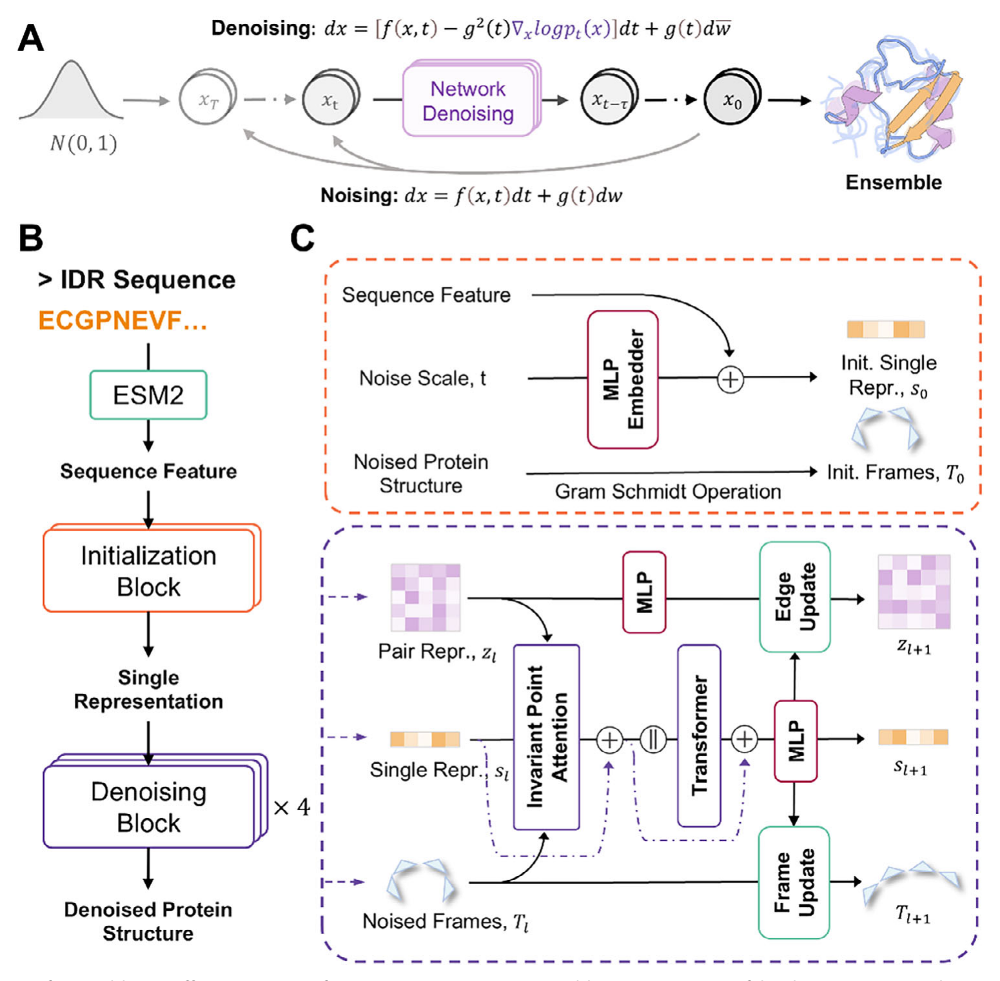 A
Denoising: dx = [f(x, t) − g²(t)∇ₓlogpₜ(x)]dt + g(t)dw̅
N(0, 1)
x_T
xₜ
Network
Denoising
x_{t−τ}
x₀
Ensemble
Noising: dx = f(x, t)dt + g(t)dw
B
> IDR Sequence
ECGPNEVF...
ESM2
Sequence Feature
Initialization
Block
Single
Representation
Denoising
Block
× 4
Denoised Protein
Structure
C
Sequence Feature
Noise Scale, t
MLP
Embedder
+
Init. Single
Repr., s₀
Noised Protein
Structure
Gram Schmidt Operation
Init. Frames, T₀
Pair Repr., z_l
MLP
Edge
Update
z_{l+1}
Single Repr., s_l
Invariant Point
Attention
+
||
Transformer
+
MLP
s_{l+1}
Noised Frames, T_l
Frame
Update
T_{l+1}